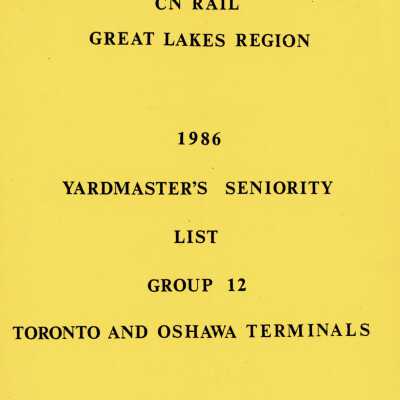 CN RAIL
GREAT LAKES REGION
1986
YARDMASTER'S SENIORITY
LIST
GROUP 12
TORONTO AND OSHAWA TERMINALS